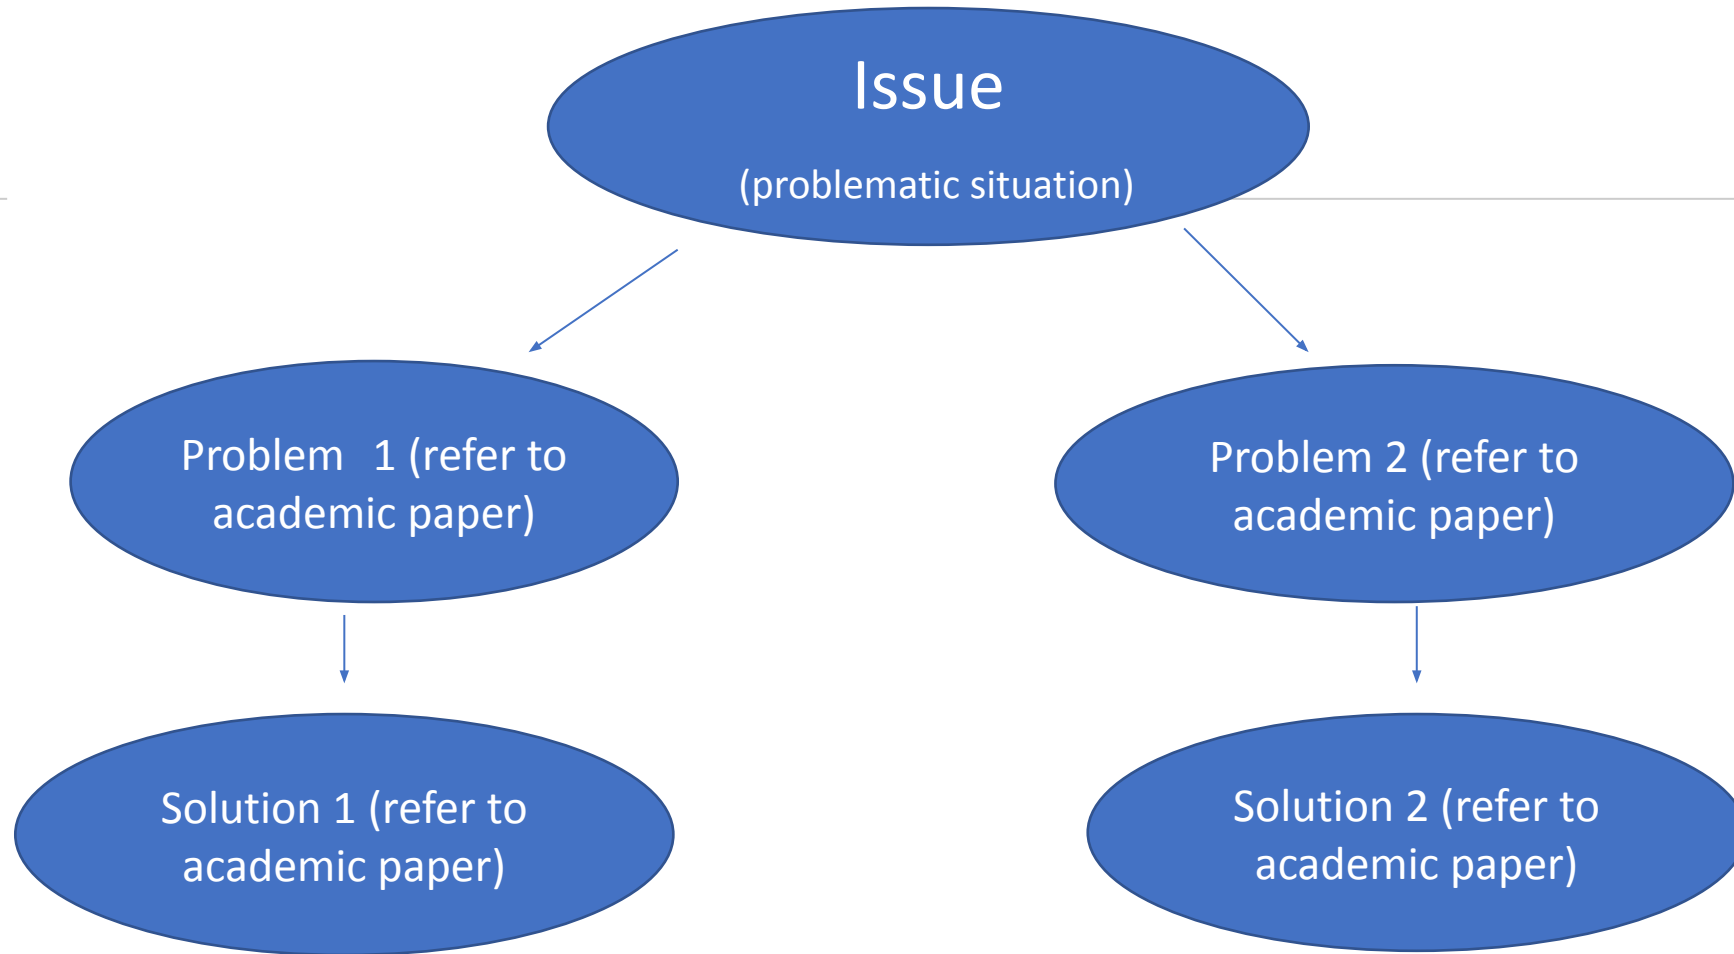 Issue
(problematic situation)
Problem 1 (refer to
academic paper)
Problem 2 (refer to
academic paper)
Solution 1 (refer to
academic paper)
Solution 2 (refer to
academic paper)